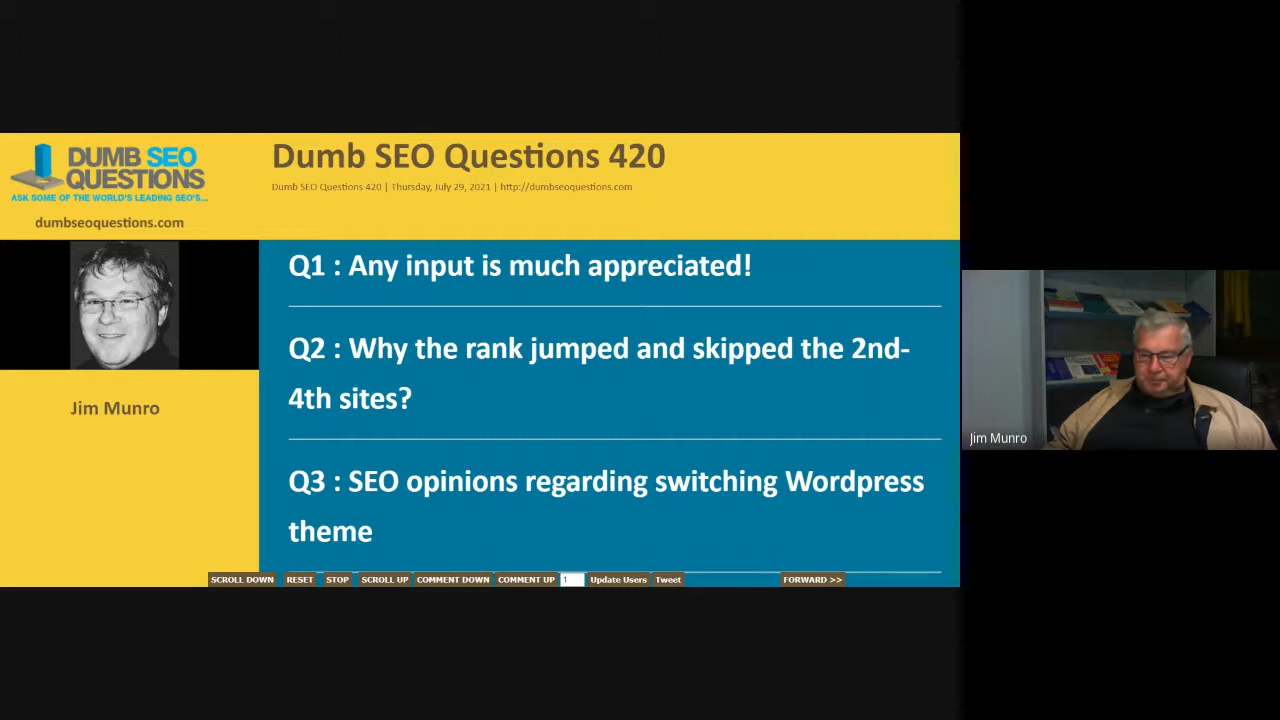 DUMB SEO
QUESTIONS
ASK SOME OF THE WORLD'S LEADING SEO'S...
dumbseoquestions.com
Dumb SEO Questions 420
Dumb SEO Questions 420 | Thursday, July 29, 2021 | http://dumbseoquestions.com
Jim Munro
Q1 : Any input is much appreciated!
Q2 : Why the rank jumped and skipped the 2nd-
4th sites?
Q3 : SEO opinions regarding switching Wordpress
theme
SCROLL DOWN RESET STOP SCROLL UP COMMENT DOWN COMMENT UP 1 Update Users Tweet FORWARD >>
Jim Munro